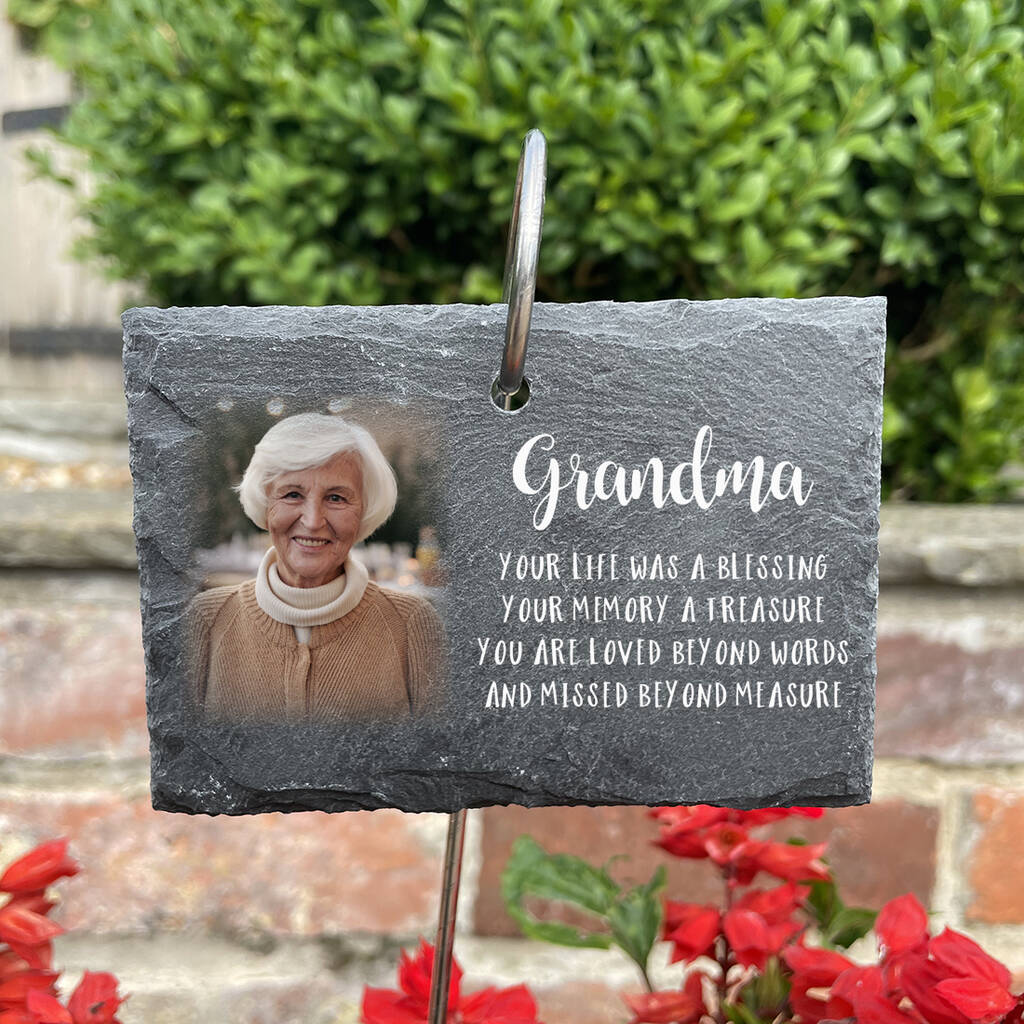 Grandma
YOUR LIFE WAS A BLESSING
YOUR MEMORY A TREASURE
YOU ARE LOVED BEYOND WORDS
AND MISSED BEYOND MEASURE